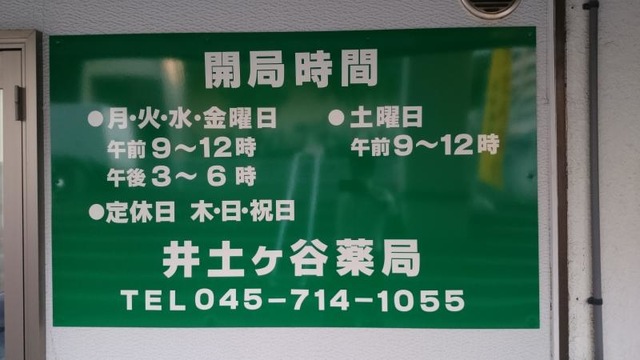 開局時間
●月・火・水・金曜日
午前9〜12時
午後3〜6時
●土曜日
午前9〜12時
●定休日 木・日・祝日
井土ヶ谷薬局
TEL 045-714-1055